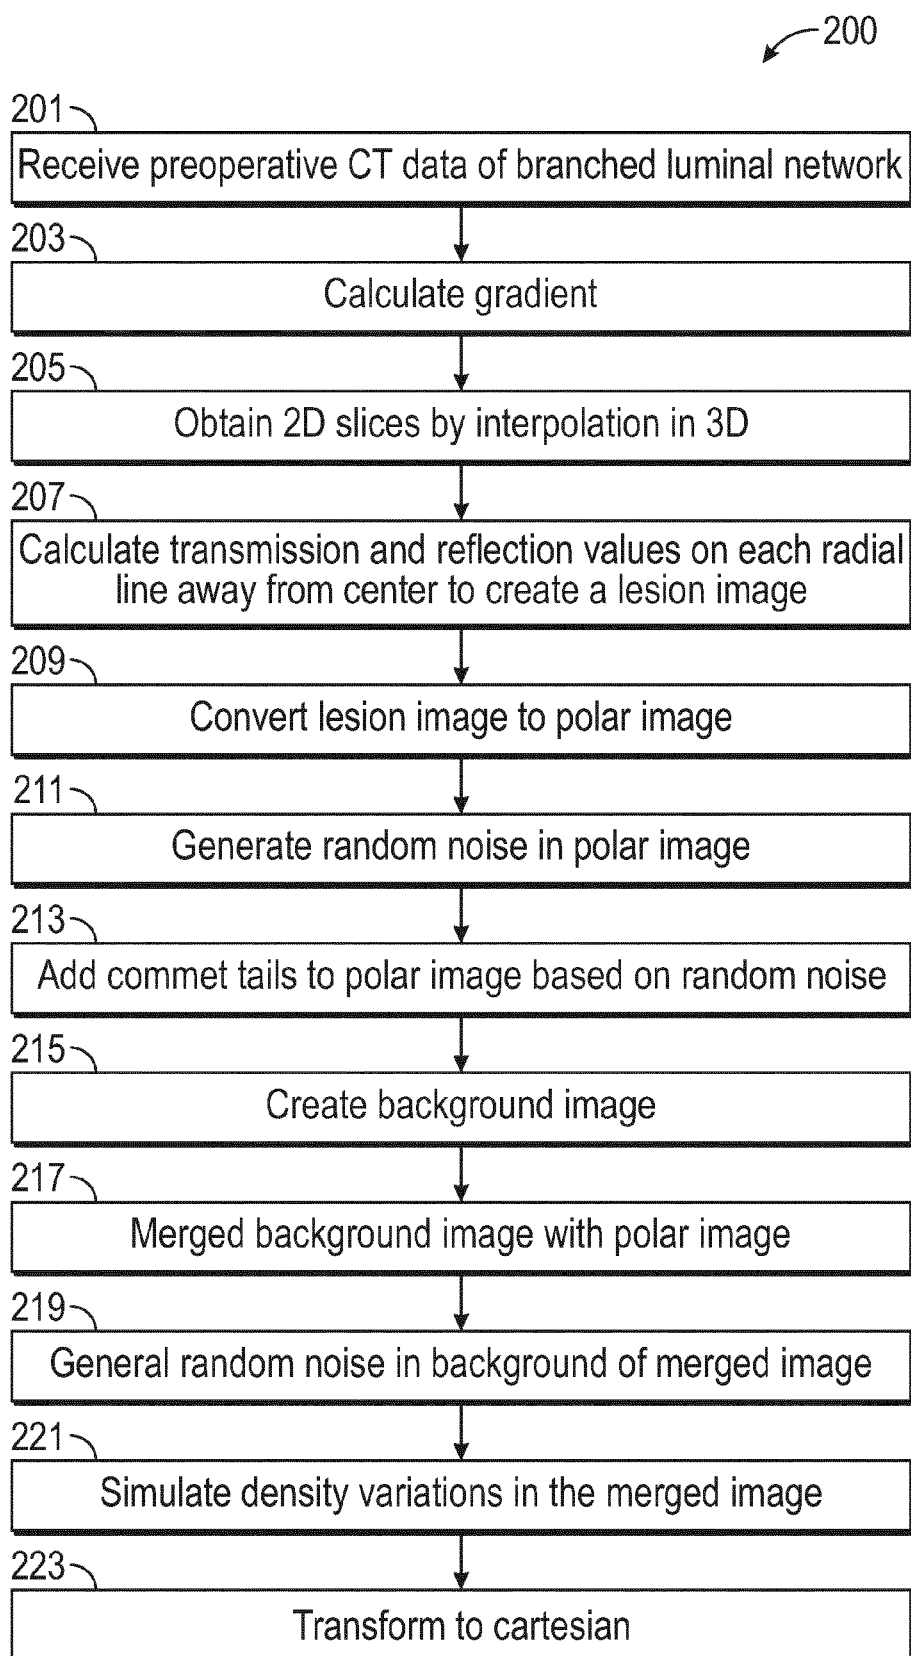 200
201
Receive preoperative CT data of branched luminal network
203
Calculate gradient
205
Obtain 2D slices by interpolation in 3D
207
Calculate transmission and reflection values on each radial
line away from center to create a lesion image
209
Convert lesion image to polar image
211
Generate random noise in polar image
213
Add commet tails to polar image based on random noise
215
Create background image
217
Merged background image with polar image
219
General random noise in background of merged image
221
Simulate density variations in the merged image
223
Transform to cartesian